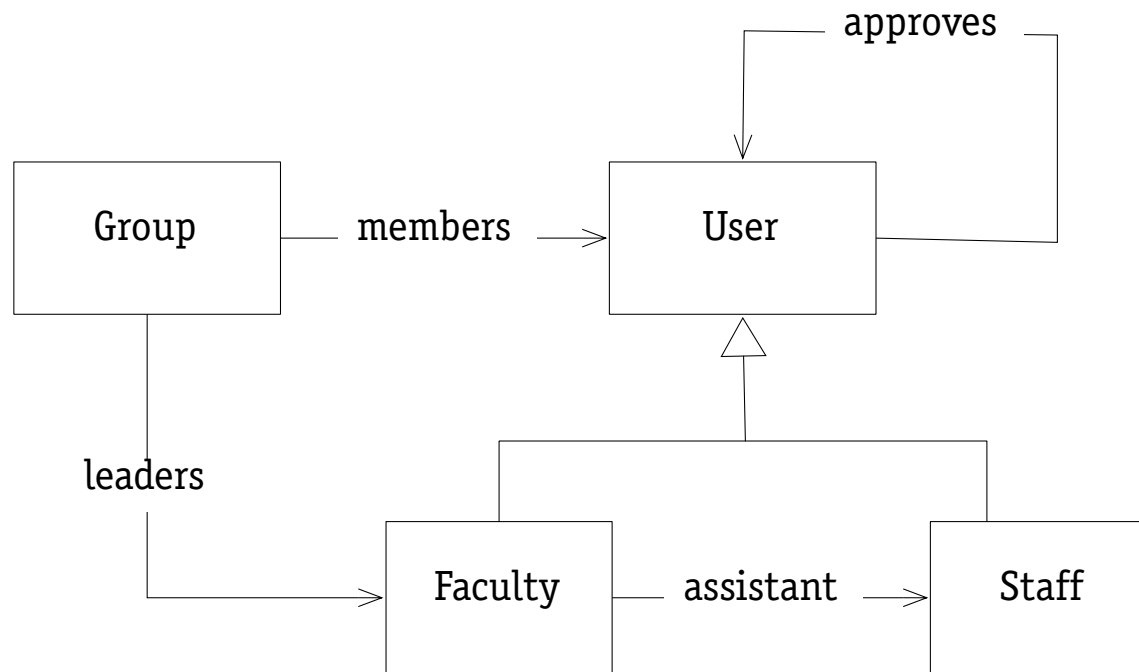 approves
Group
members
User
leaders
Faculty
assistant
Staff